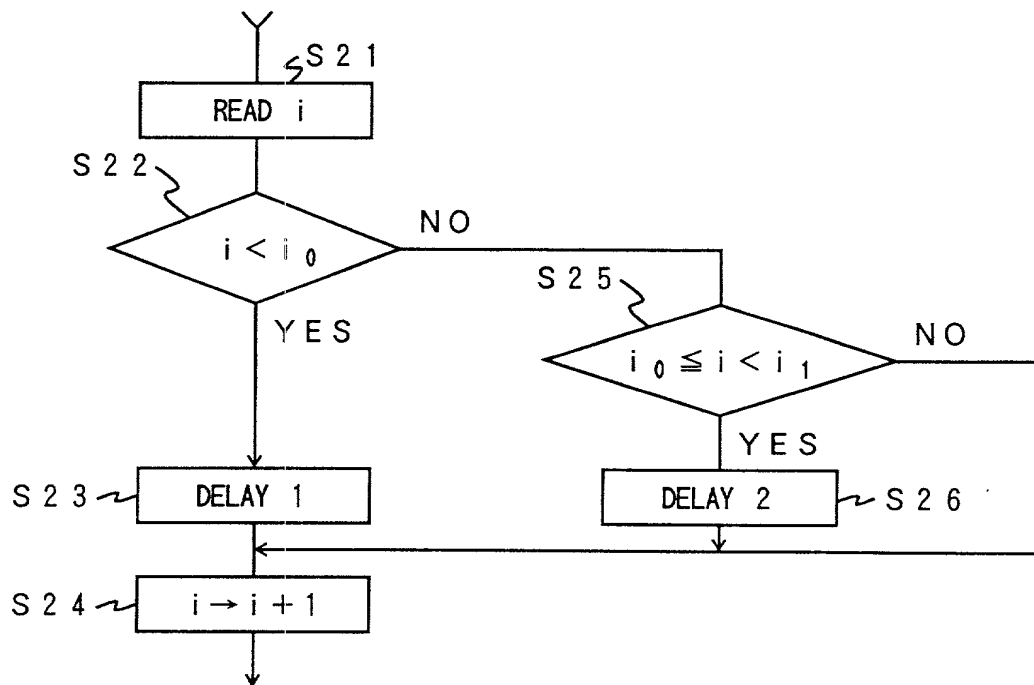 S21
READ i
S22
i < i₀
NO
YES
S25
i₀ ≦ i < i₁
NO
YES
S23
DELAY 1
DELAY 2
S26
S24
i → i + 1